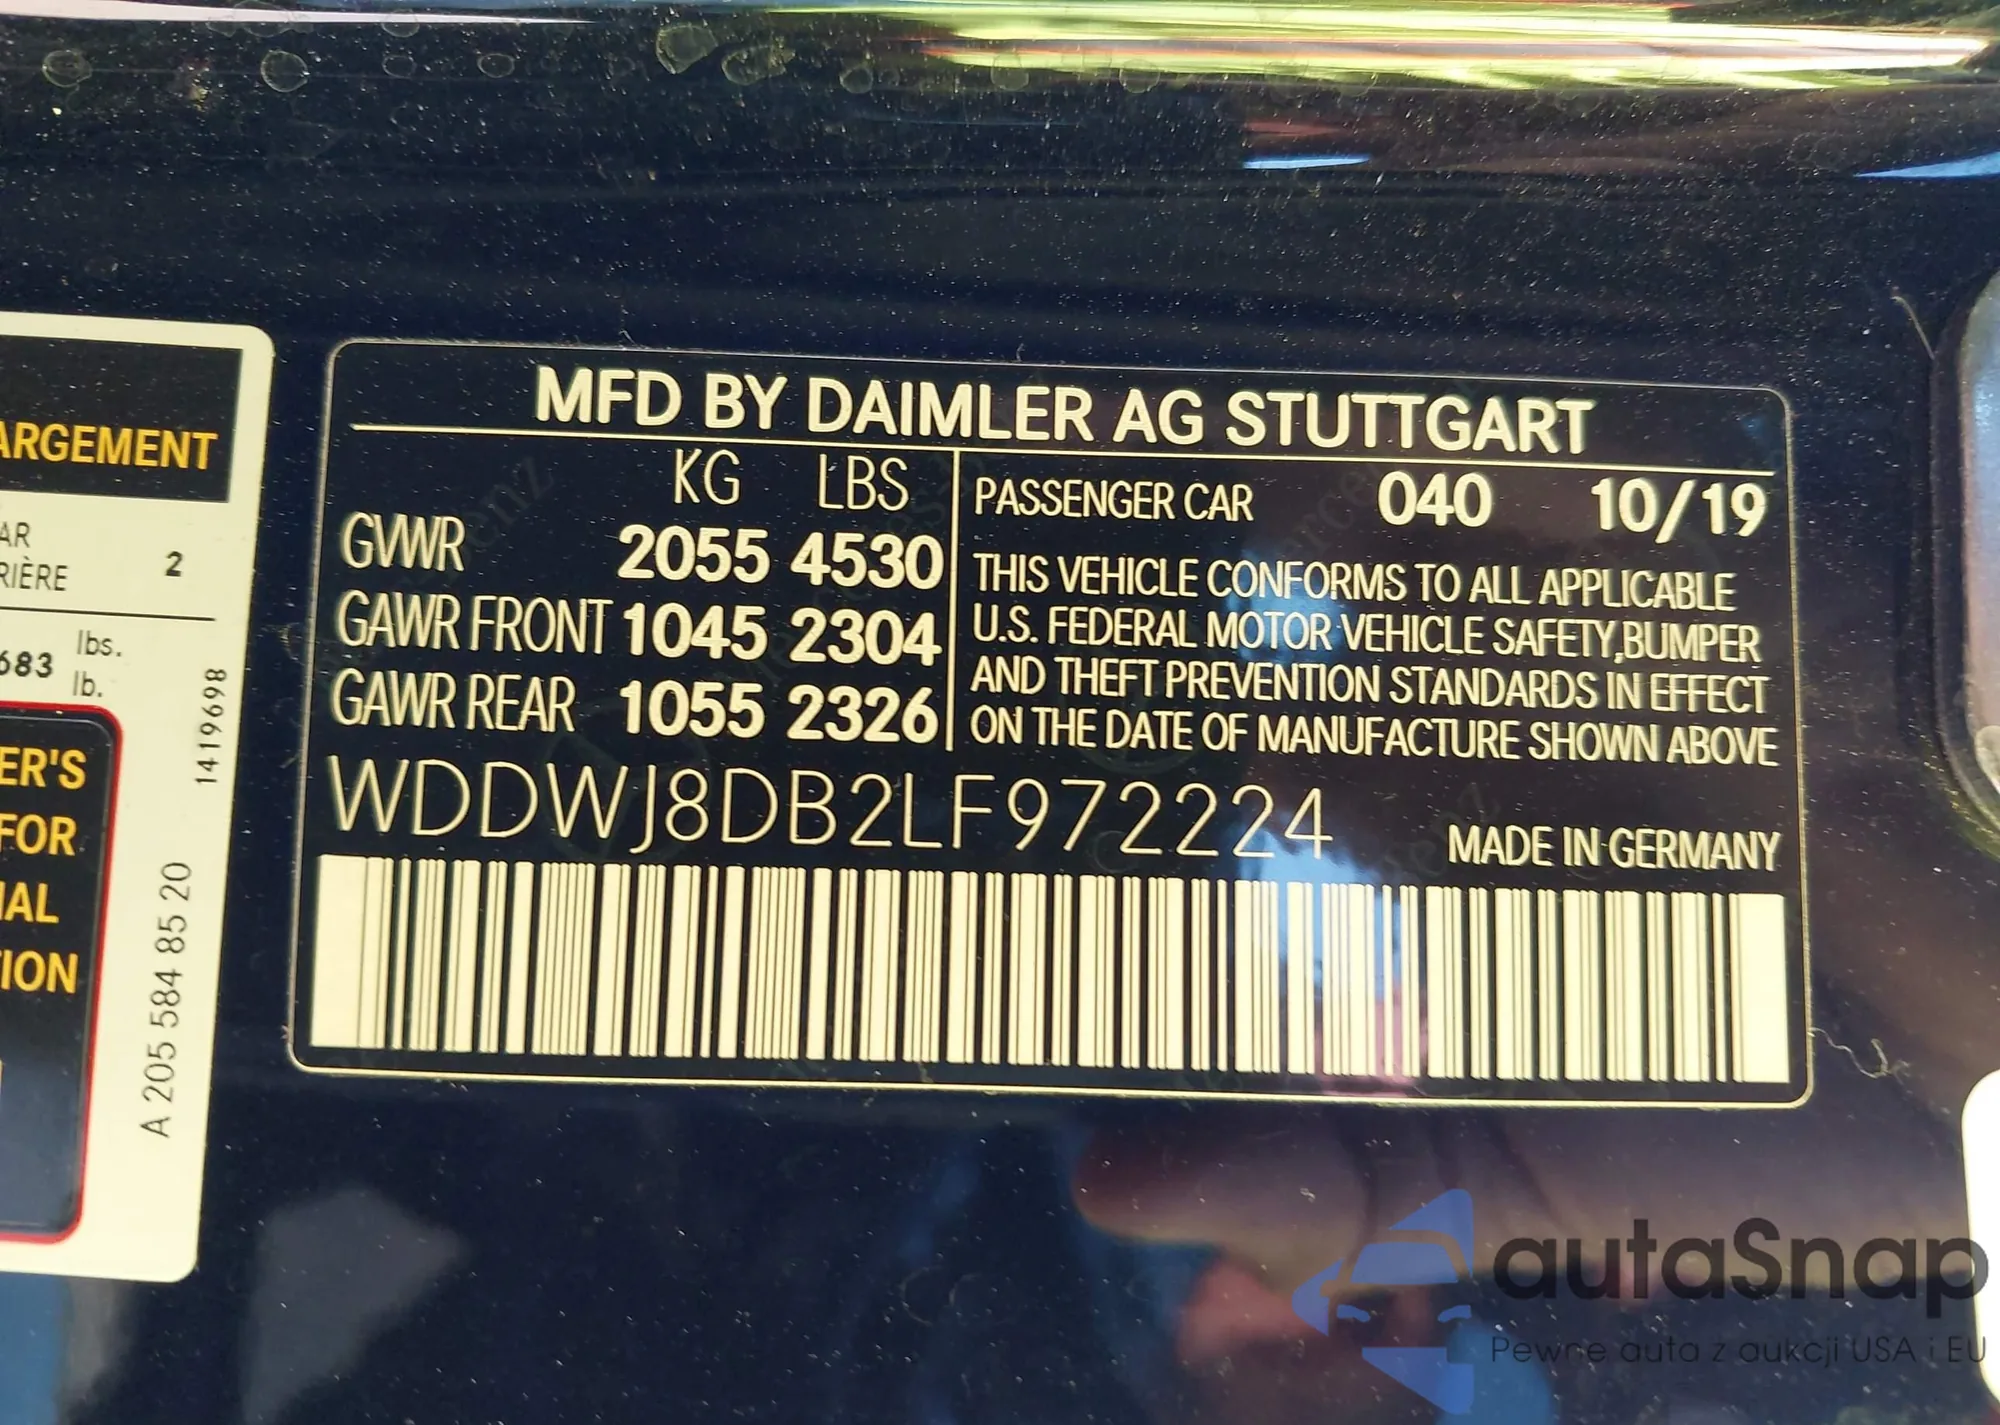 ARGEMENT
AR
RIÈRE 2
683 lbs.
lb.
ER'S
FOR
IAL
ION
1419698
A 205 584 85 20
MFD BY DAIMLER AG STUTTGART
KG LBS
GVWR 2055 4530
GAWR FRONT 1045 2304
GAWR REAR 1055 2326
PASSENGER CAR 040 10/19
THIS VEHICLE CONFORMS TO ALL APPLICABLE
U.S. FEDERAL MOTOR VEHICLE SAFETY,BUMPER
AND THEFT PREVENTION STANDARDS IN EFFECT
ON THE DATE OF MANUFACTURE SHOWN ABOVE
WDDWJ8DB2LF972224
MADE IN GERMANY
autaSnap
Pewne auta z aukcji USA i EU